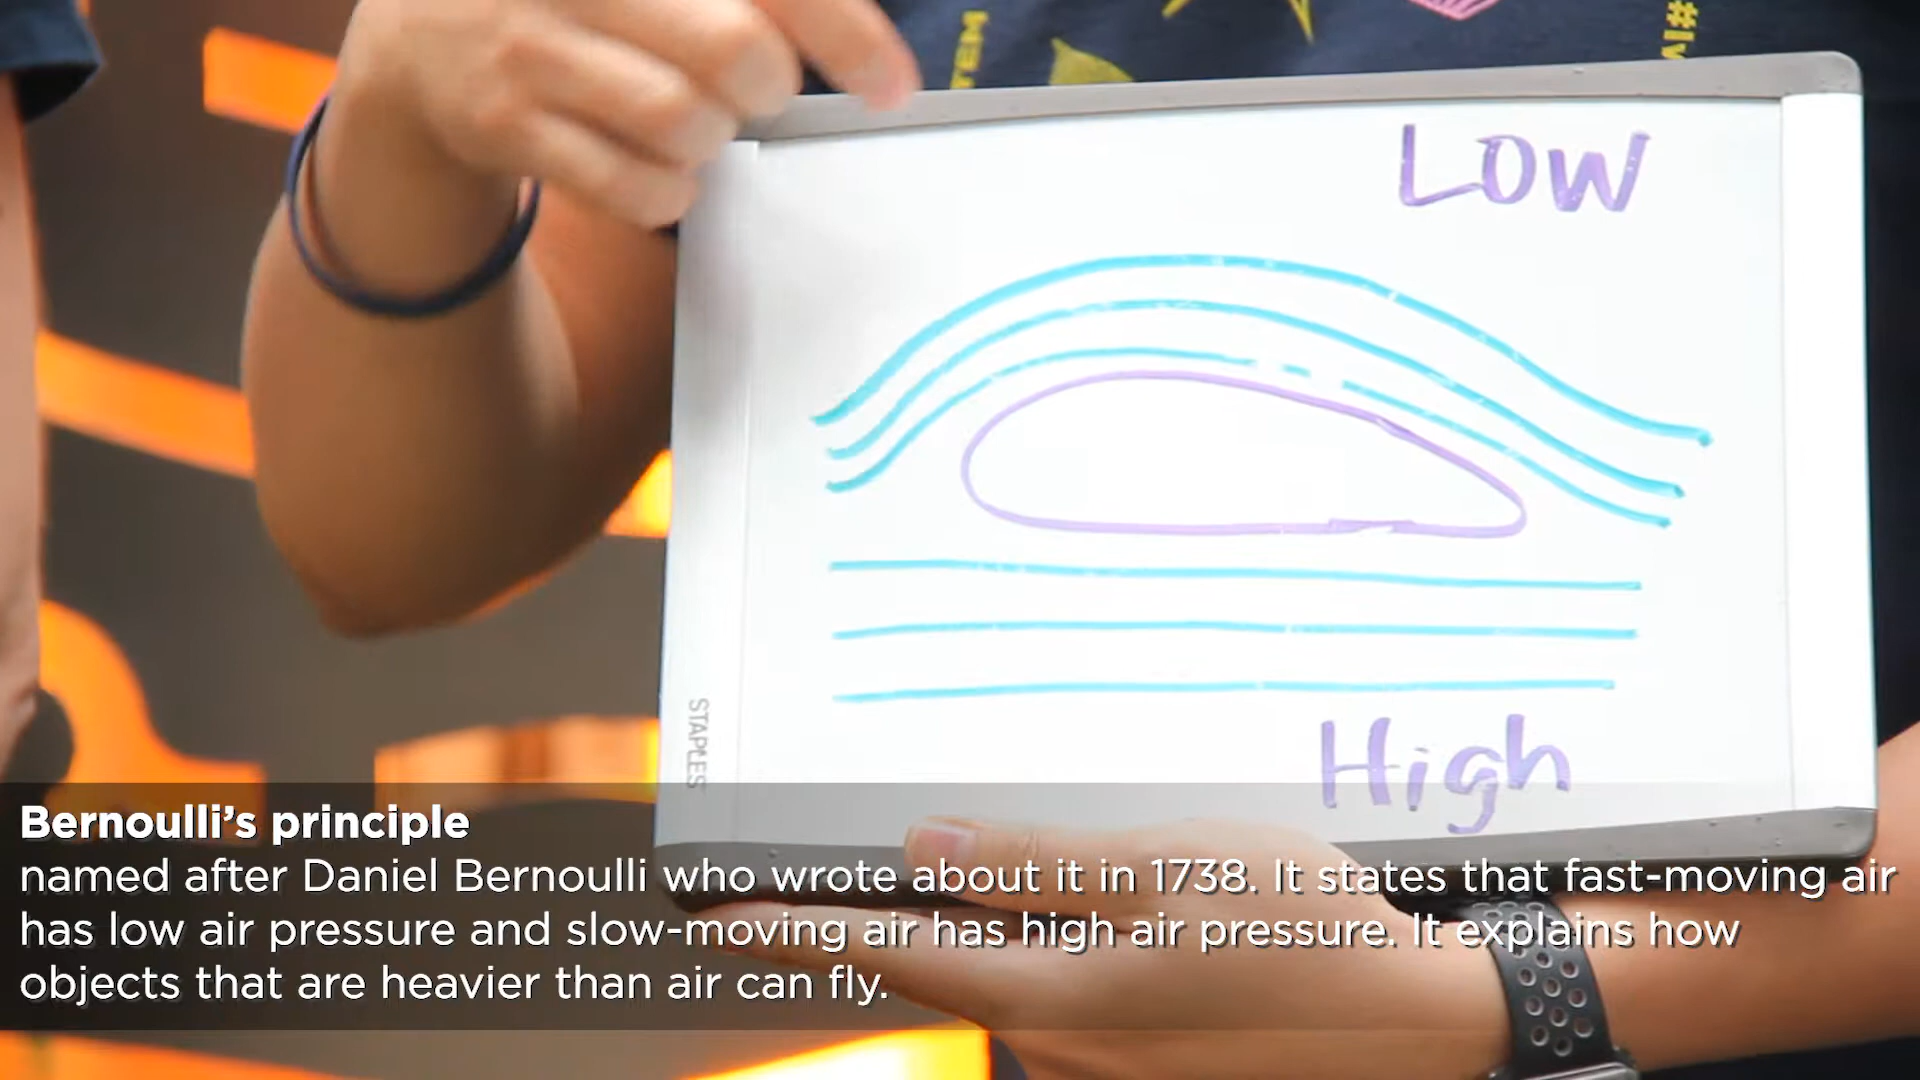 TEM
#IV
Low
High
STAPLES
Bernoulli's principle
named after Daniel Bernoulli who wrote about it in 1738. It states that fast-moving air
has low air pressure and slow-moving air has high air pressure. It explains how
objects that are heavier than air can fly.